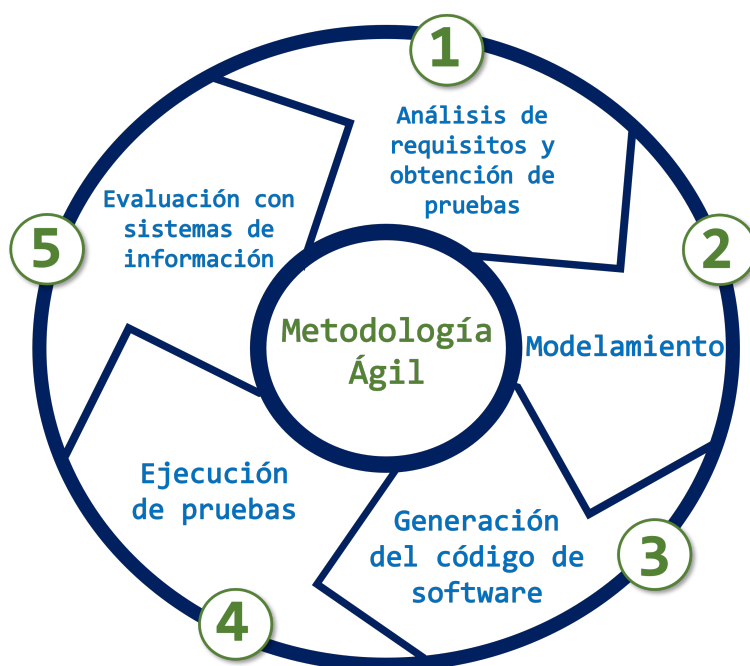 1
Análisis de
requisitos y
obtención de
pruebas
2
Modelamiento
3
Generación
del código de
software
4
Ejecución
de pruebas
5
Evaluación con
sistemas de
información
Metodología
Ágil